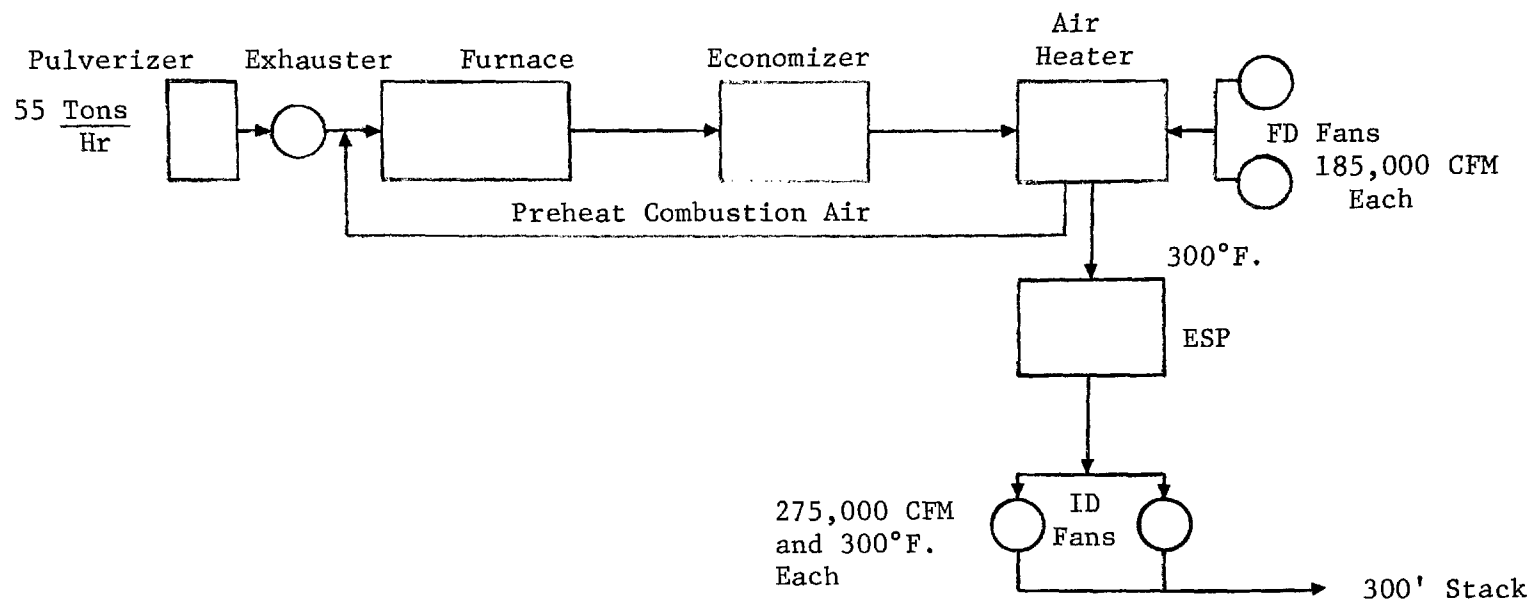 Pulverizer
55 Tons
Hr
Exhauster
Furnace
Economizer
Air
Heater
FD Fans
185,000 CFM
Each
Preheat Combustion Air
300°F.
ESP
275,000 CFM
and 300°F.
Each
ID
Fans
300' Stack